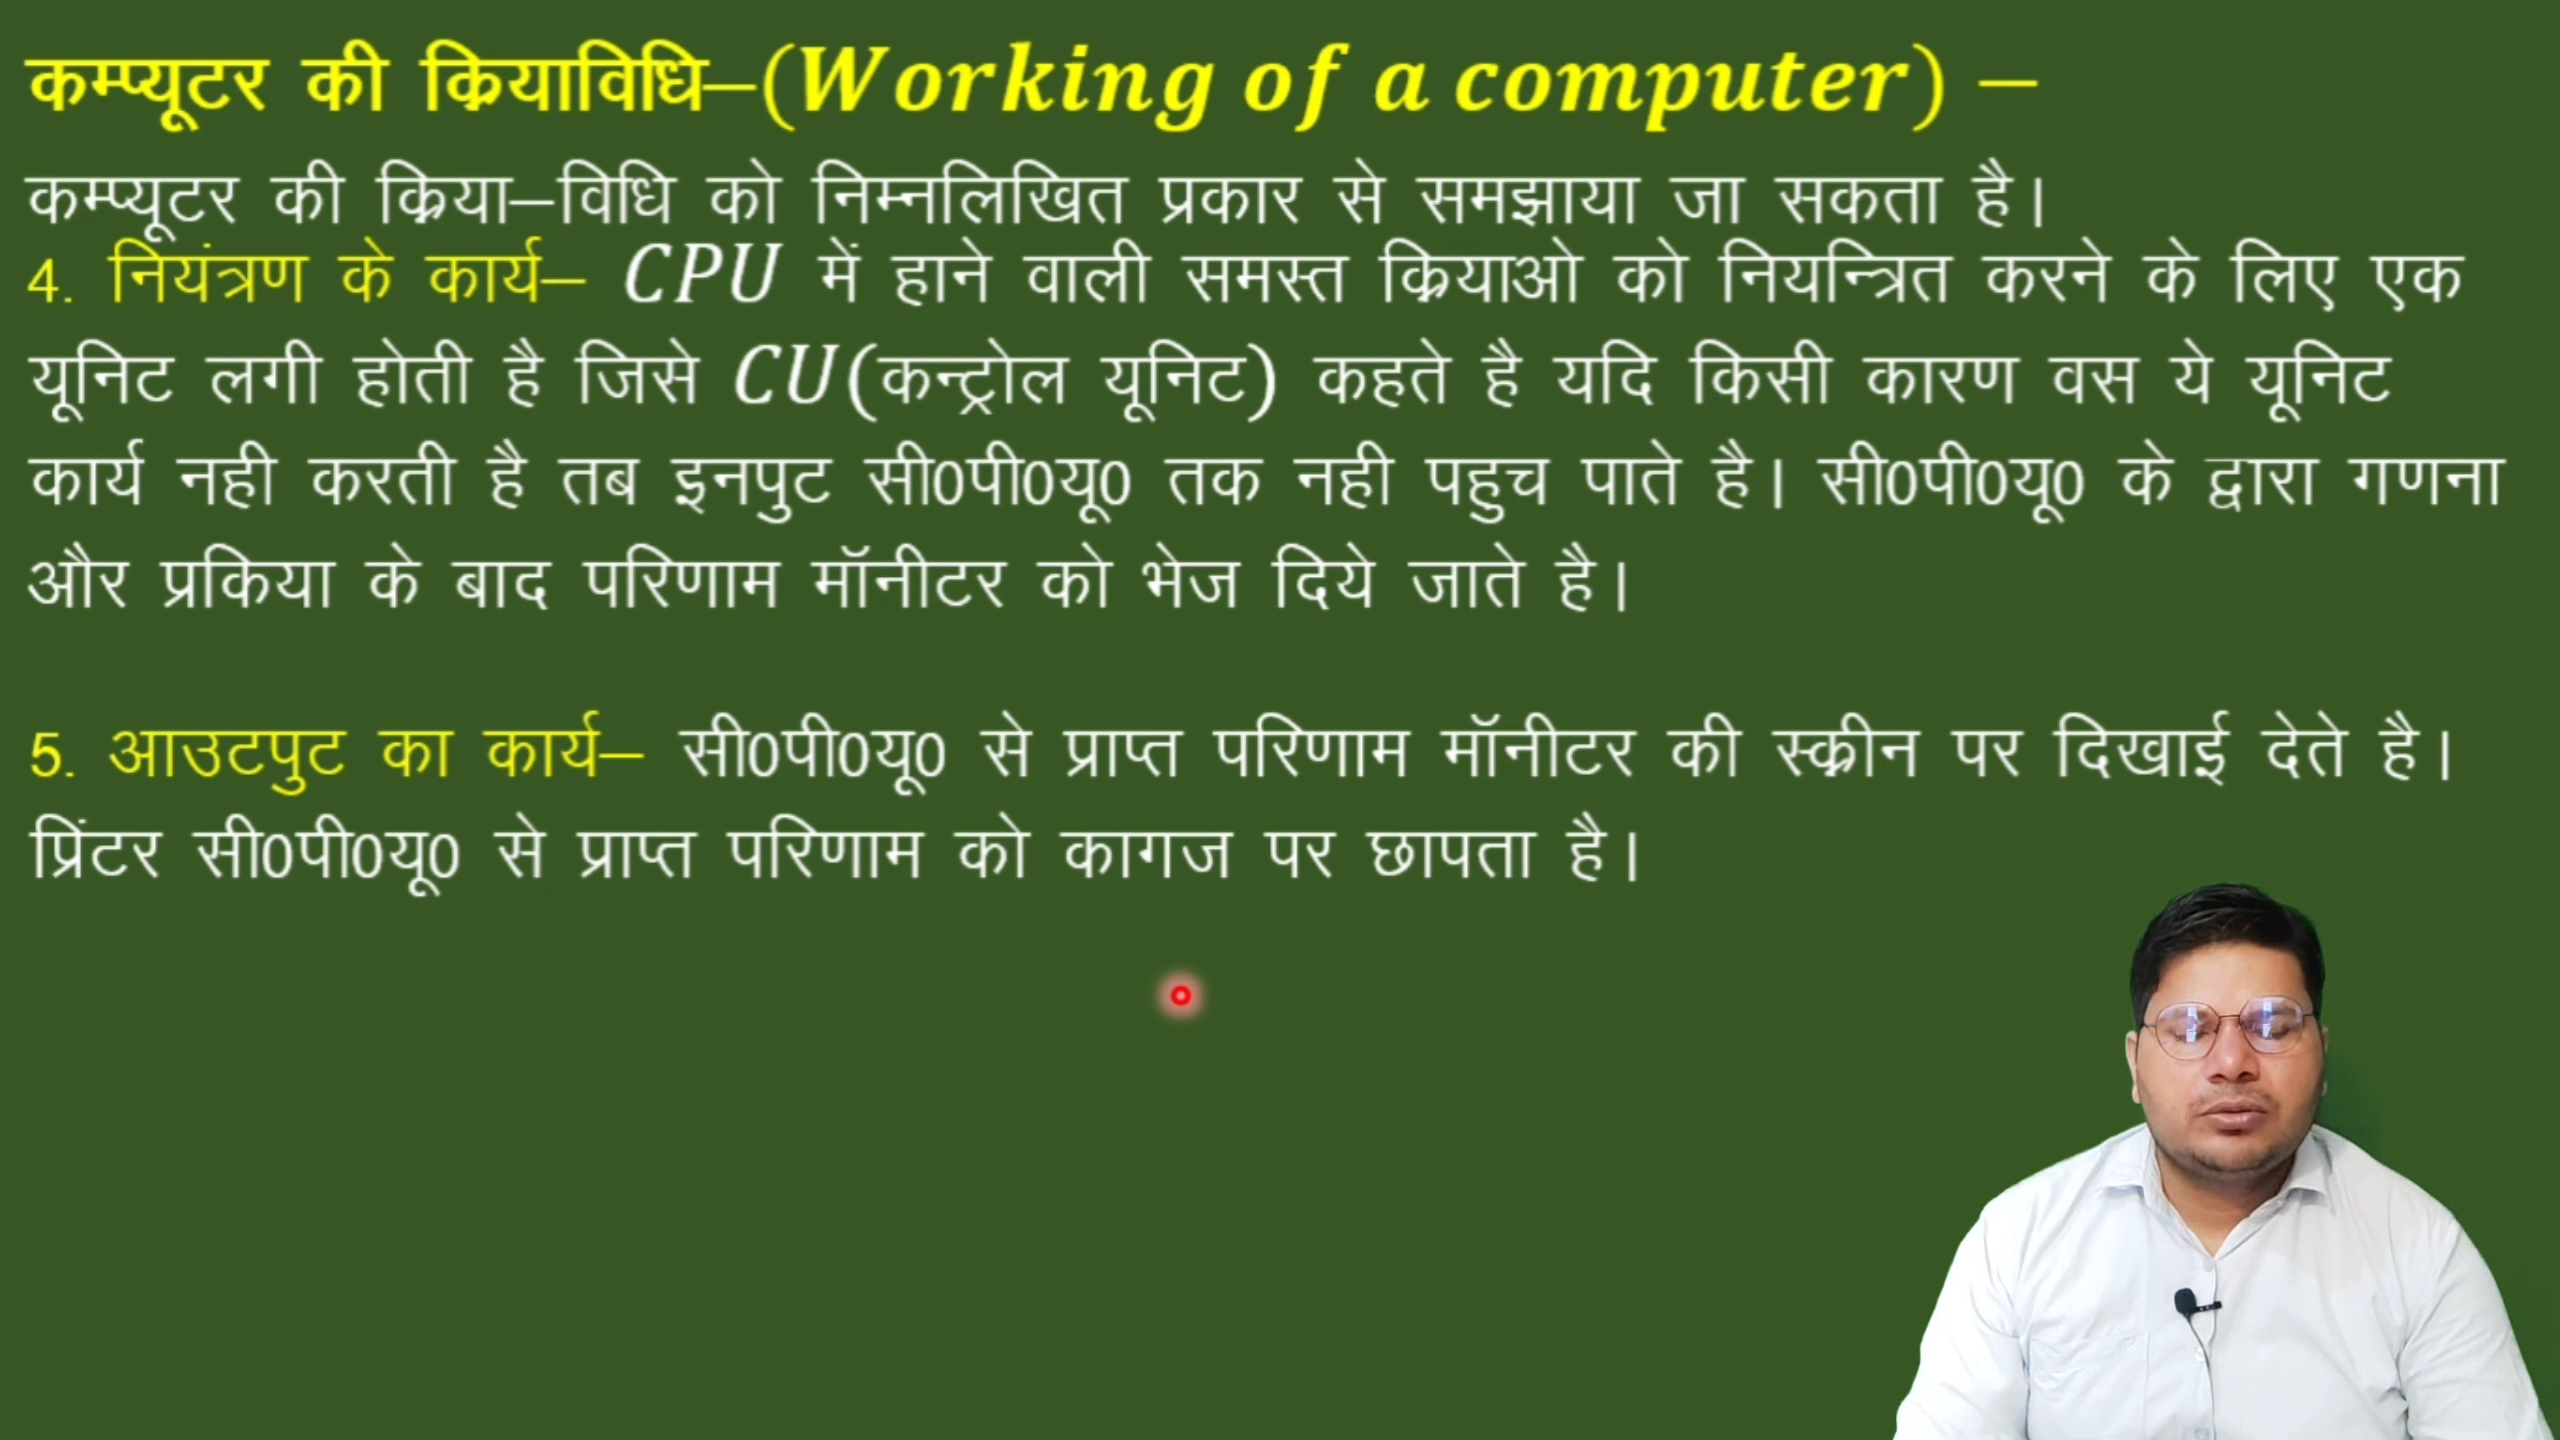 कम्प्यूटर की क्रियाविधि–(Working of a computer) –
कम्प्यूटर की क्रिया–विधि को निम्नलिखित प्रकार से समझाया जा सकता है।
4. नियंत्रण के कार्य– CPU में हाने वाली समस्त क्रियाओ को नियन्त्रित करने के लिए एक
यूनिट लगी होती है जिसे CU(कन्ट्रोल यूनिट) कहते है यदि किसी कारण वस ये यूनिट
कार्य नही करती है तब इनपुट सी0पी0यू0 तक नही पहुच पाते है। सी0पी0यू0 के द्वारा गणना
और प्रकिया के बाद परिणाम मॉनीटर को भेज दिये जाते है।
5. आउटपुट का कार्य– सी0पी0यू0 से प्राप्त परिणाम मॉनीटर की स्क्रीन पर दिखाई देते है।
प्रिंटर सी0पी0यू0 से प्राप्त परिणाम को कागज पर छापता है।